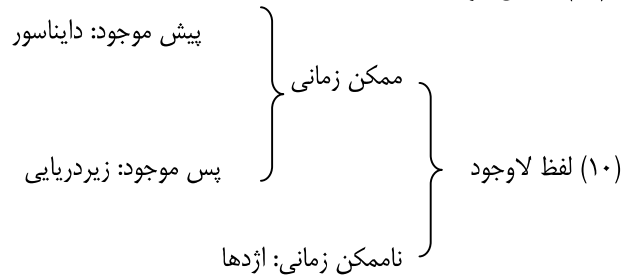 پیش موجود: دایناسور
ممکن زمانی
پس موجود: زیردریایی
(۱۰) لفظ لاوجود
ناممکن زمانی: اژدها